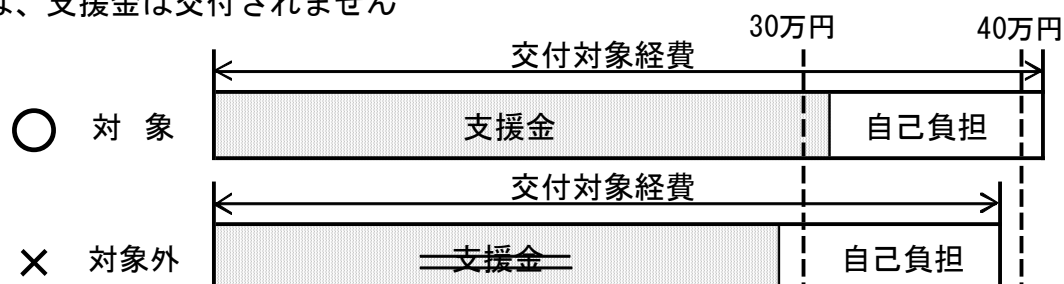 は、支援金は交付されません
30万円 40万円
交付対象経費
○ 対 象 支援金 自己負担
交付対象経費
× 対象外 支援金 自己負担